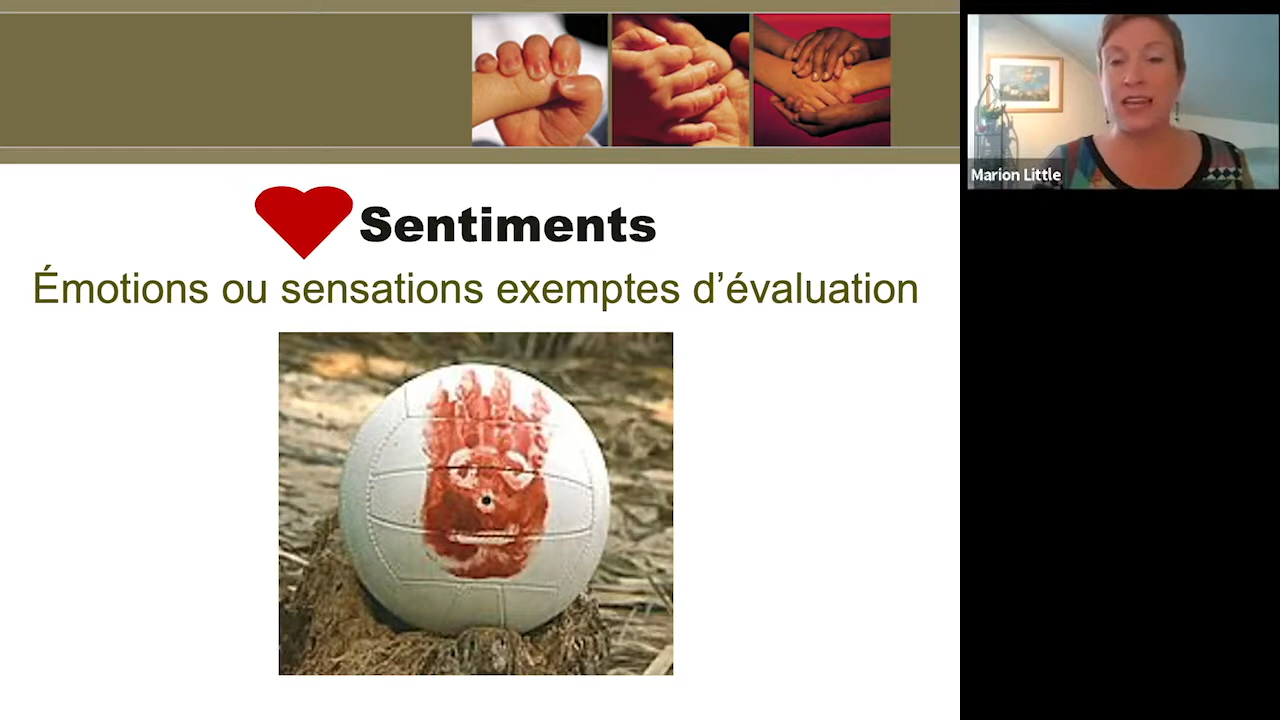 Sentiments
Émotions ou sensations exemptes d’évaluation
Marion Little